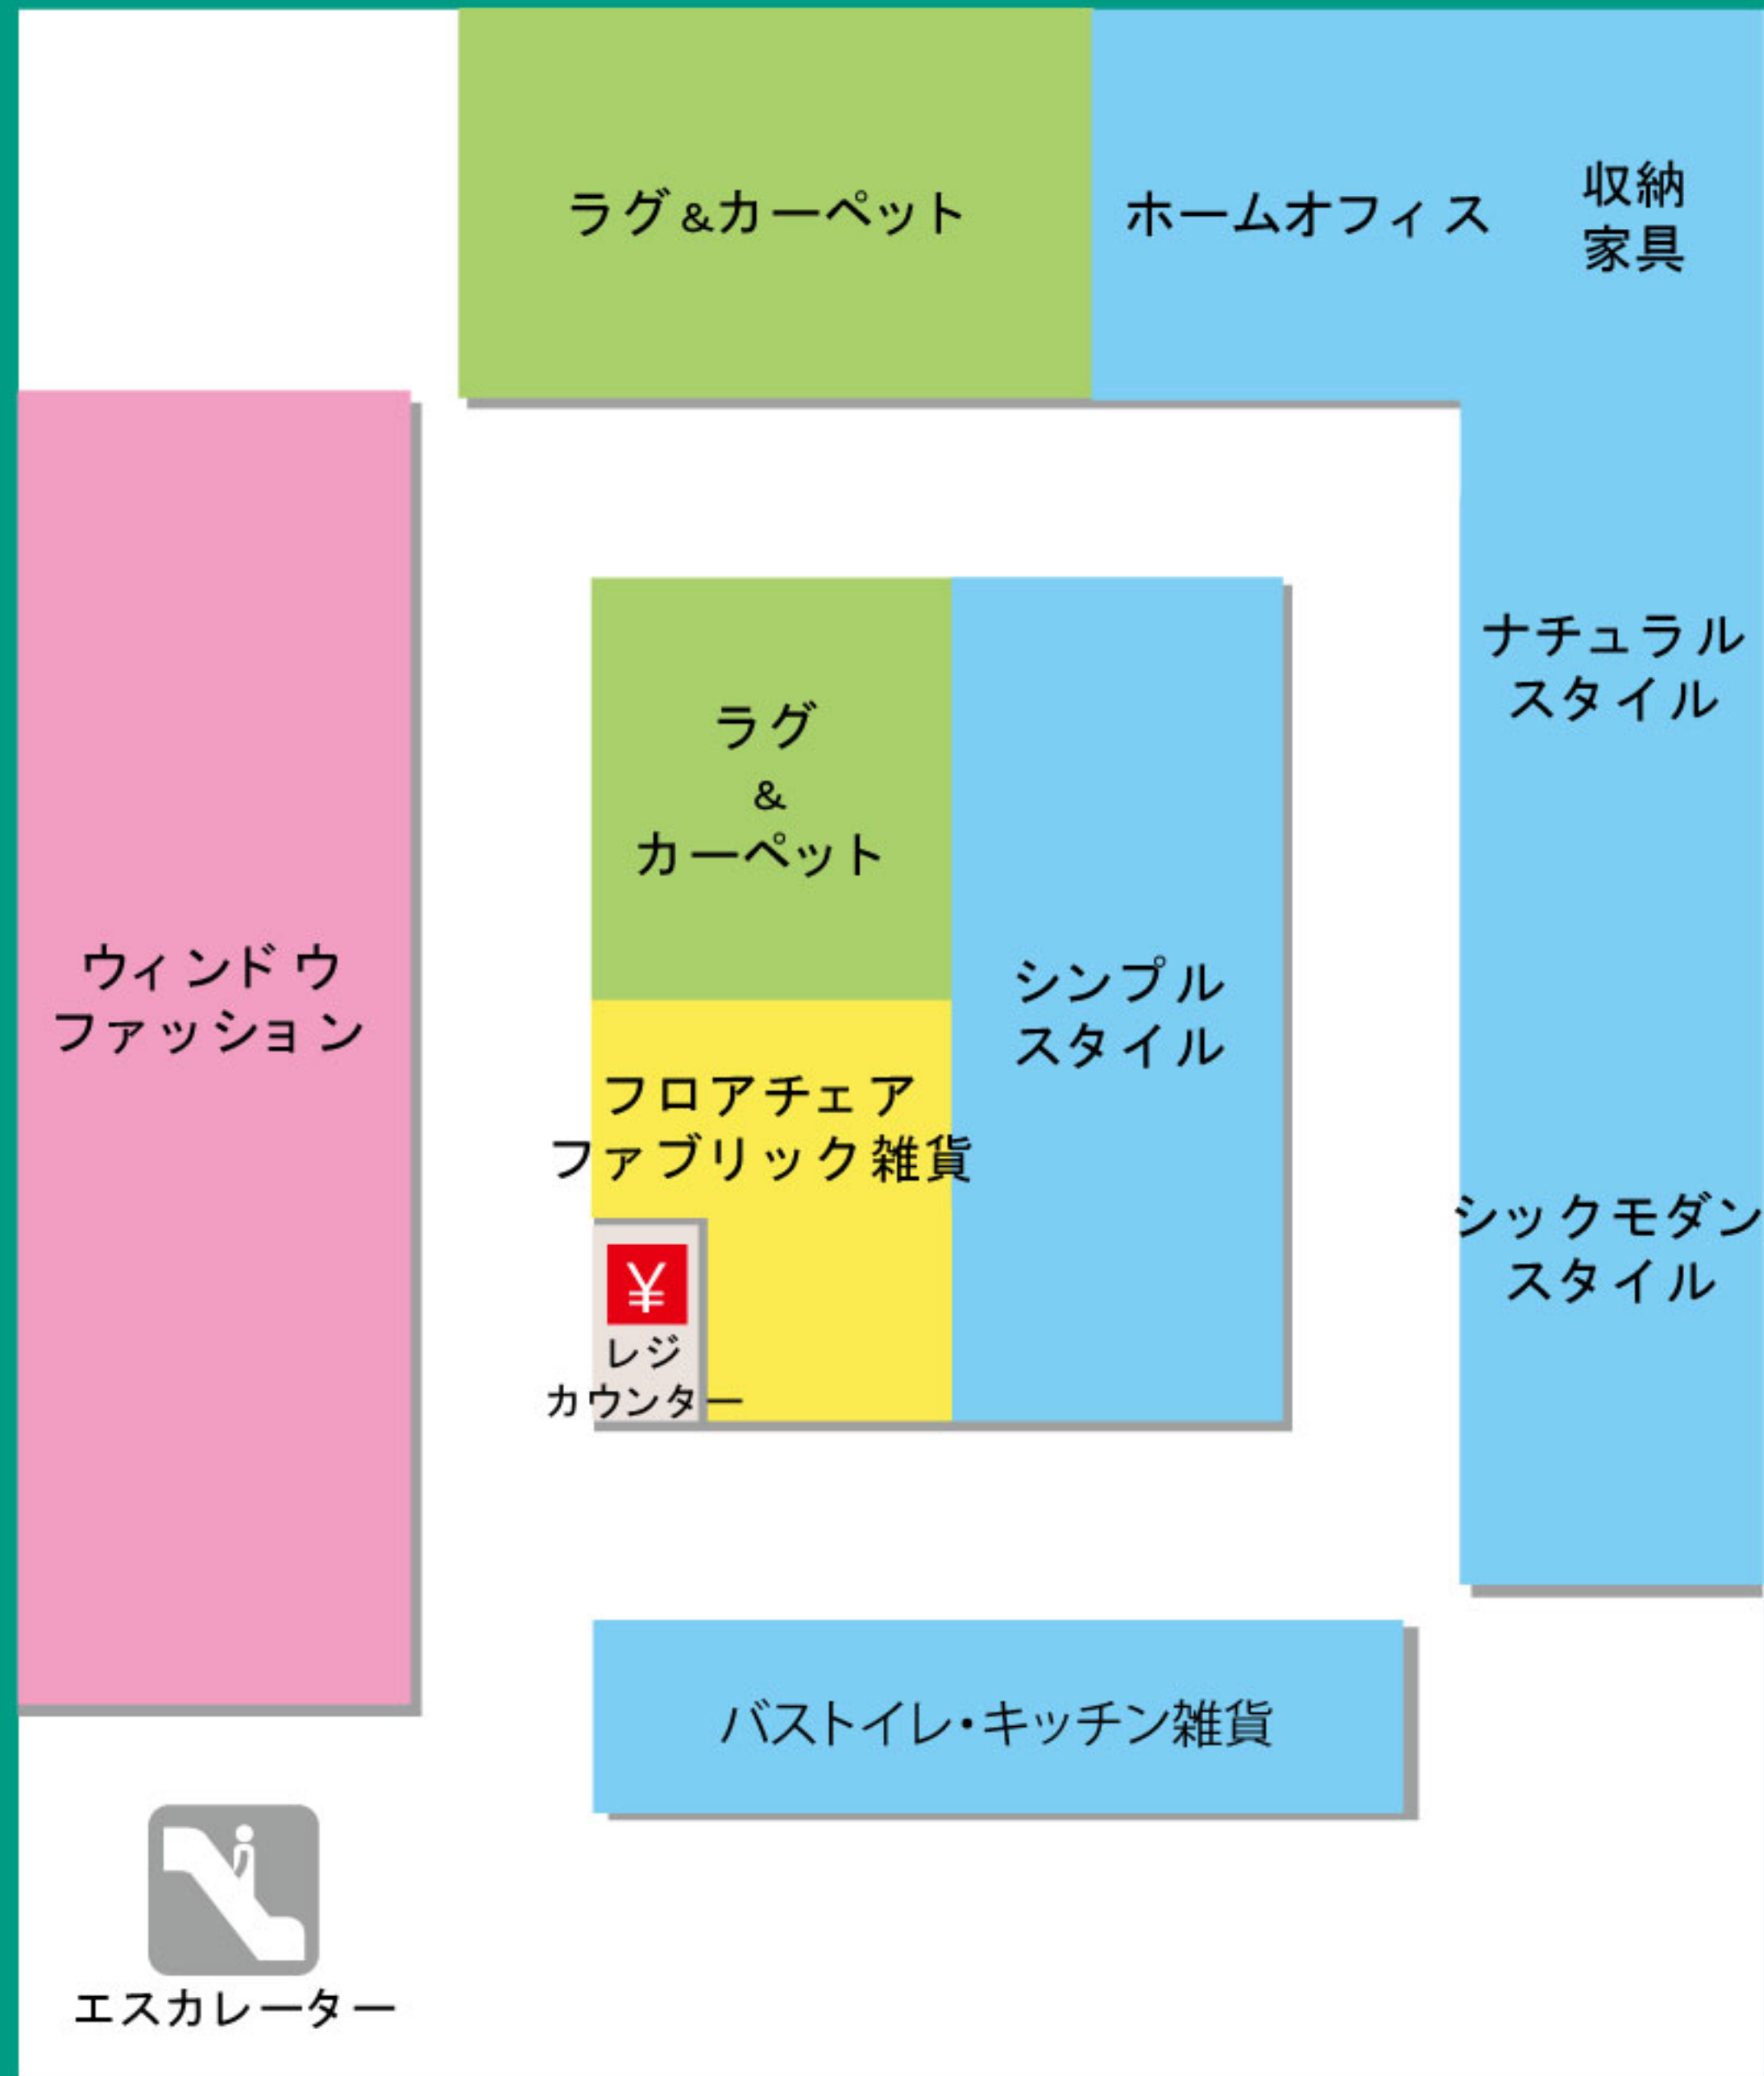 ラグ&カーペット
ホームオフィス
収納
家具
ナチュラル
スタイル
ラグ
&
カーペット
ウィンドウ
ファッション
シンプル
スタイル
フロアチェア
ファブリック雑貨
シックモダン
スタイル
¥
レジ
カウンター
バストイレ・キッチン雑貨
エスカレーター